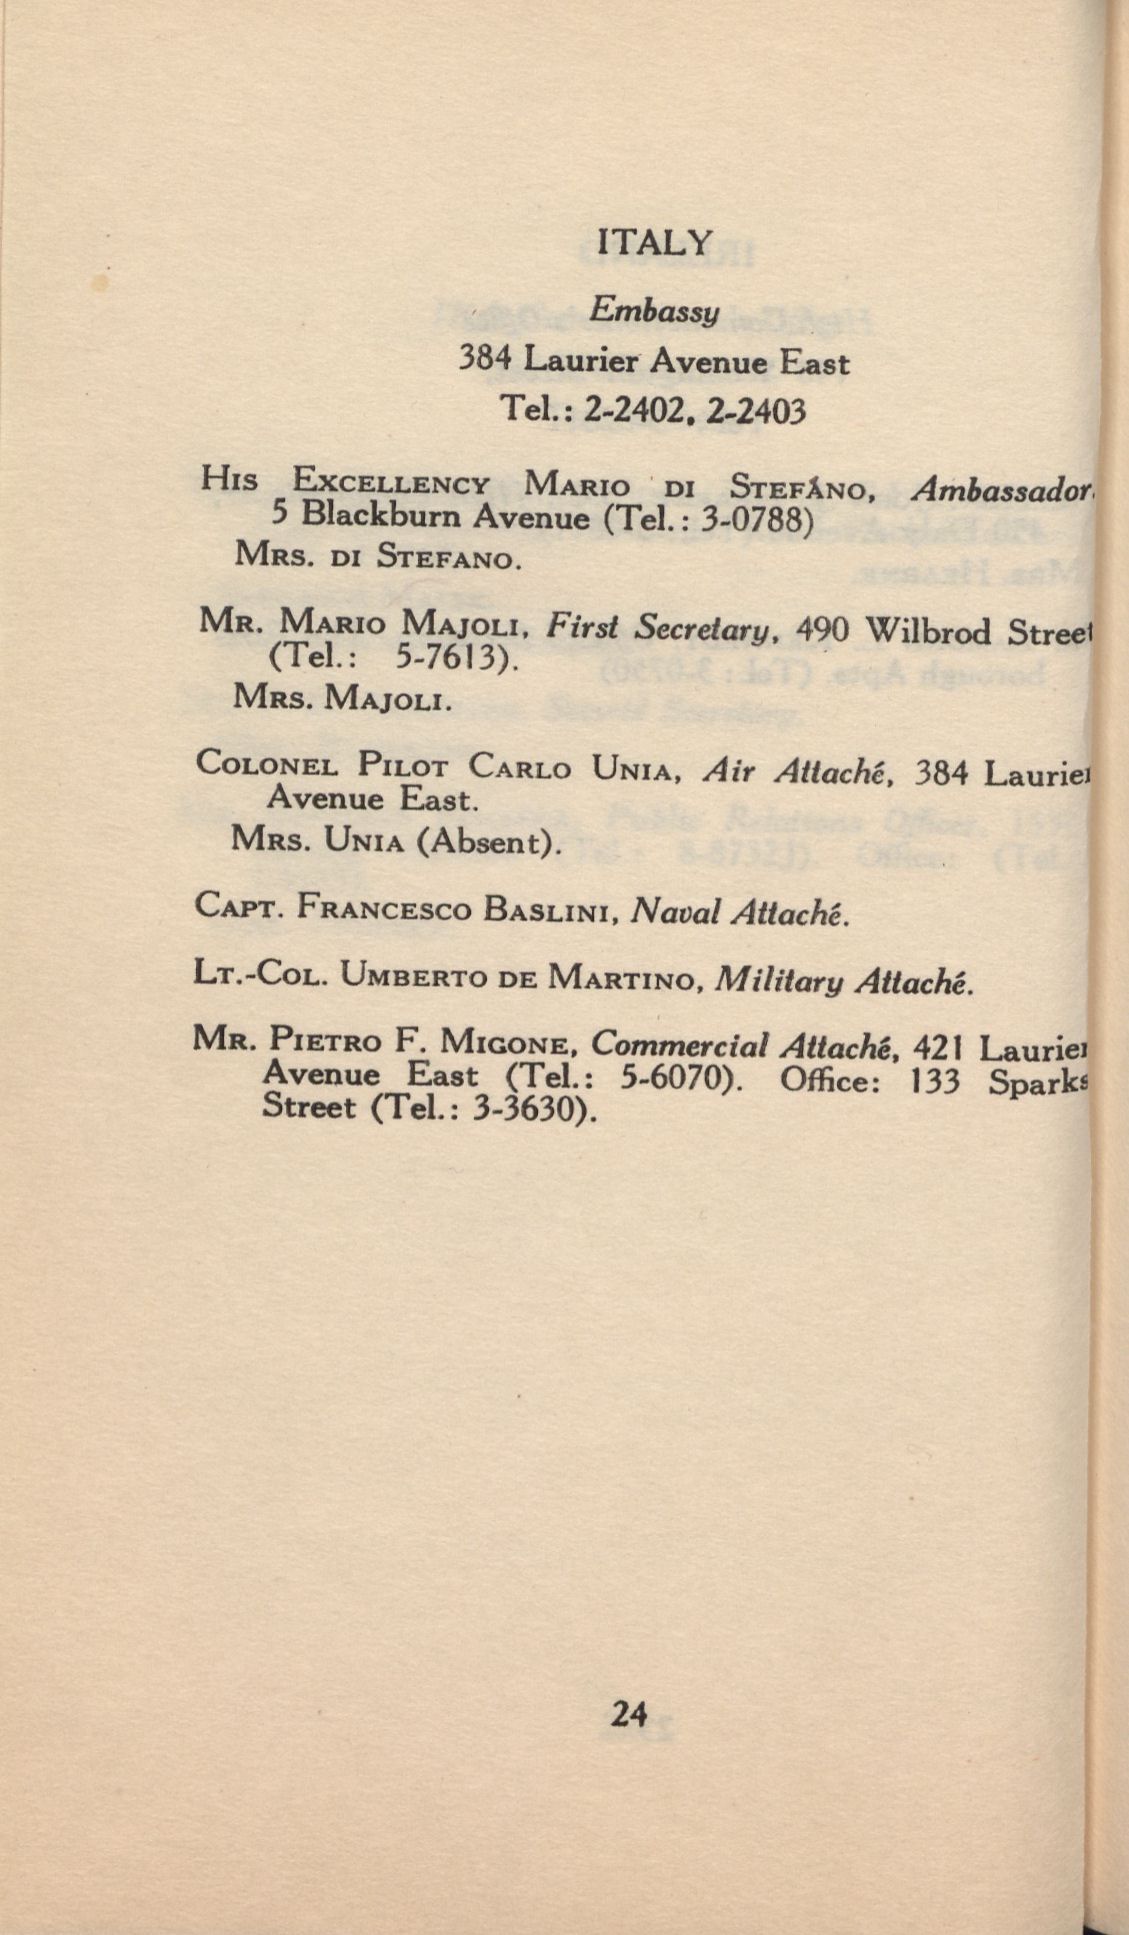 ITALY
Embassy
384 Laurier Avenue East
Tel.: 2-2402, 2-2403
HIS EXCELLENCY MARIO DI STEFANO, Ambassador,
5 Blackburn Avenue (Tel.: 3-0788)
MRS. DI STEFANO.
MR. MARIO MAJOLI, First Secretary, 490 Wilbrod Street
(Tel.: 5-7613).
MRS. MAJOLI.
COLONEL PILOT CARLO UNIA, Air Attaché, 384 Laurier
Avenue East.
MRS. UNIA (Absent).
CAPT. FRANCESCO BASLINI, Naval Attaché.
LT.-COL. UMBERTO DE MARTINO, Military Attaché.
MR. PIETRO F. MIGONE, Commercial Attaché, 421 Laurier
Avenue East (Tel.: 5-6070). Office: 133 Sparks
Street (Tel.: 3-3630).
24